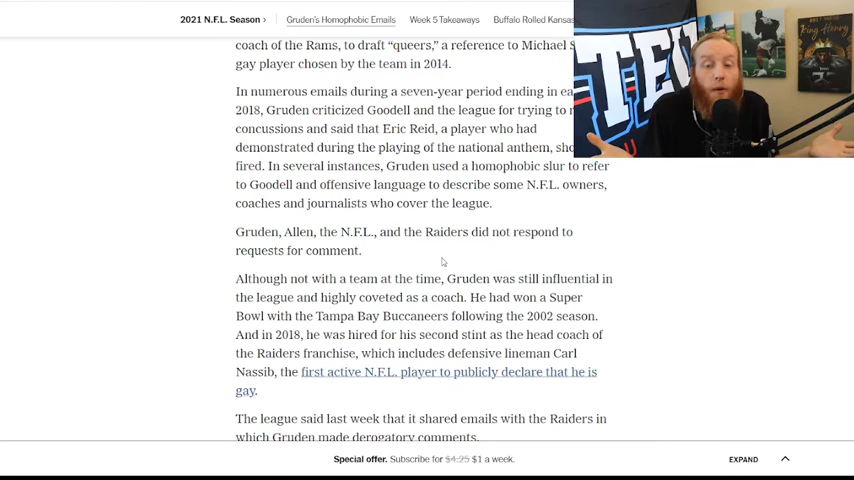 2021 N.F.L. Season › Gruden's Homophobic Emails Week 5 Takeaways Buffalo Rolled Kansas
coach of the Rams, to draft “queers,” a reference to Michael S
gay player chosen by the team in 2014.
In numerous emails during a seven-year period ending in ea
2018, Gruden criticized Goodell and the league for trying to
concussions and said that Eric Reid, a player who had
demonstrated during the playing of the national anthem, sho
fired. In several instances, Gruden used a homophobic slur to refer
to Goodell and offensive language to describe some N.F.L. owners,
coaches and journalists who cover the league.
Gruden, Allen, the N.F.L., and the Raiders did not respond to
requests for comment.
Although not with a team at the time, Gruden was still influential in
the league and highly coveted as a coach. He had won a Super
Bowl with the Tampa Bay Buccaneers following the 2002 season.
And in 2018, he was hired for his second stint as the head coach of
the Raiders franchise, which includes defensive lineman Carl
Nassib, the first active N.F.L. player to publicly declare that he is
gay.
The league said last week that it shared emails with the Raiders in
which Gruden made derogatory comments.
Special offer. Subscribe for $4.25 $1 a week.
EXPAND
TE
King Henry